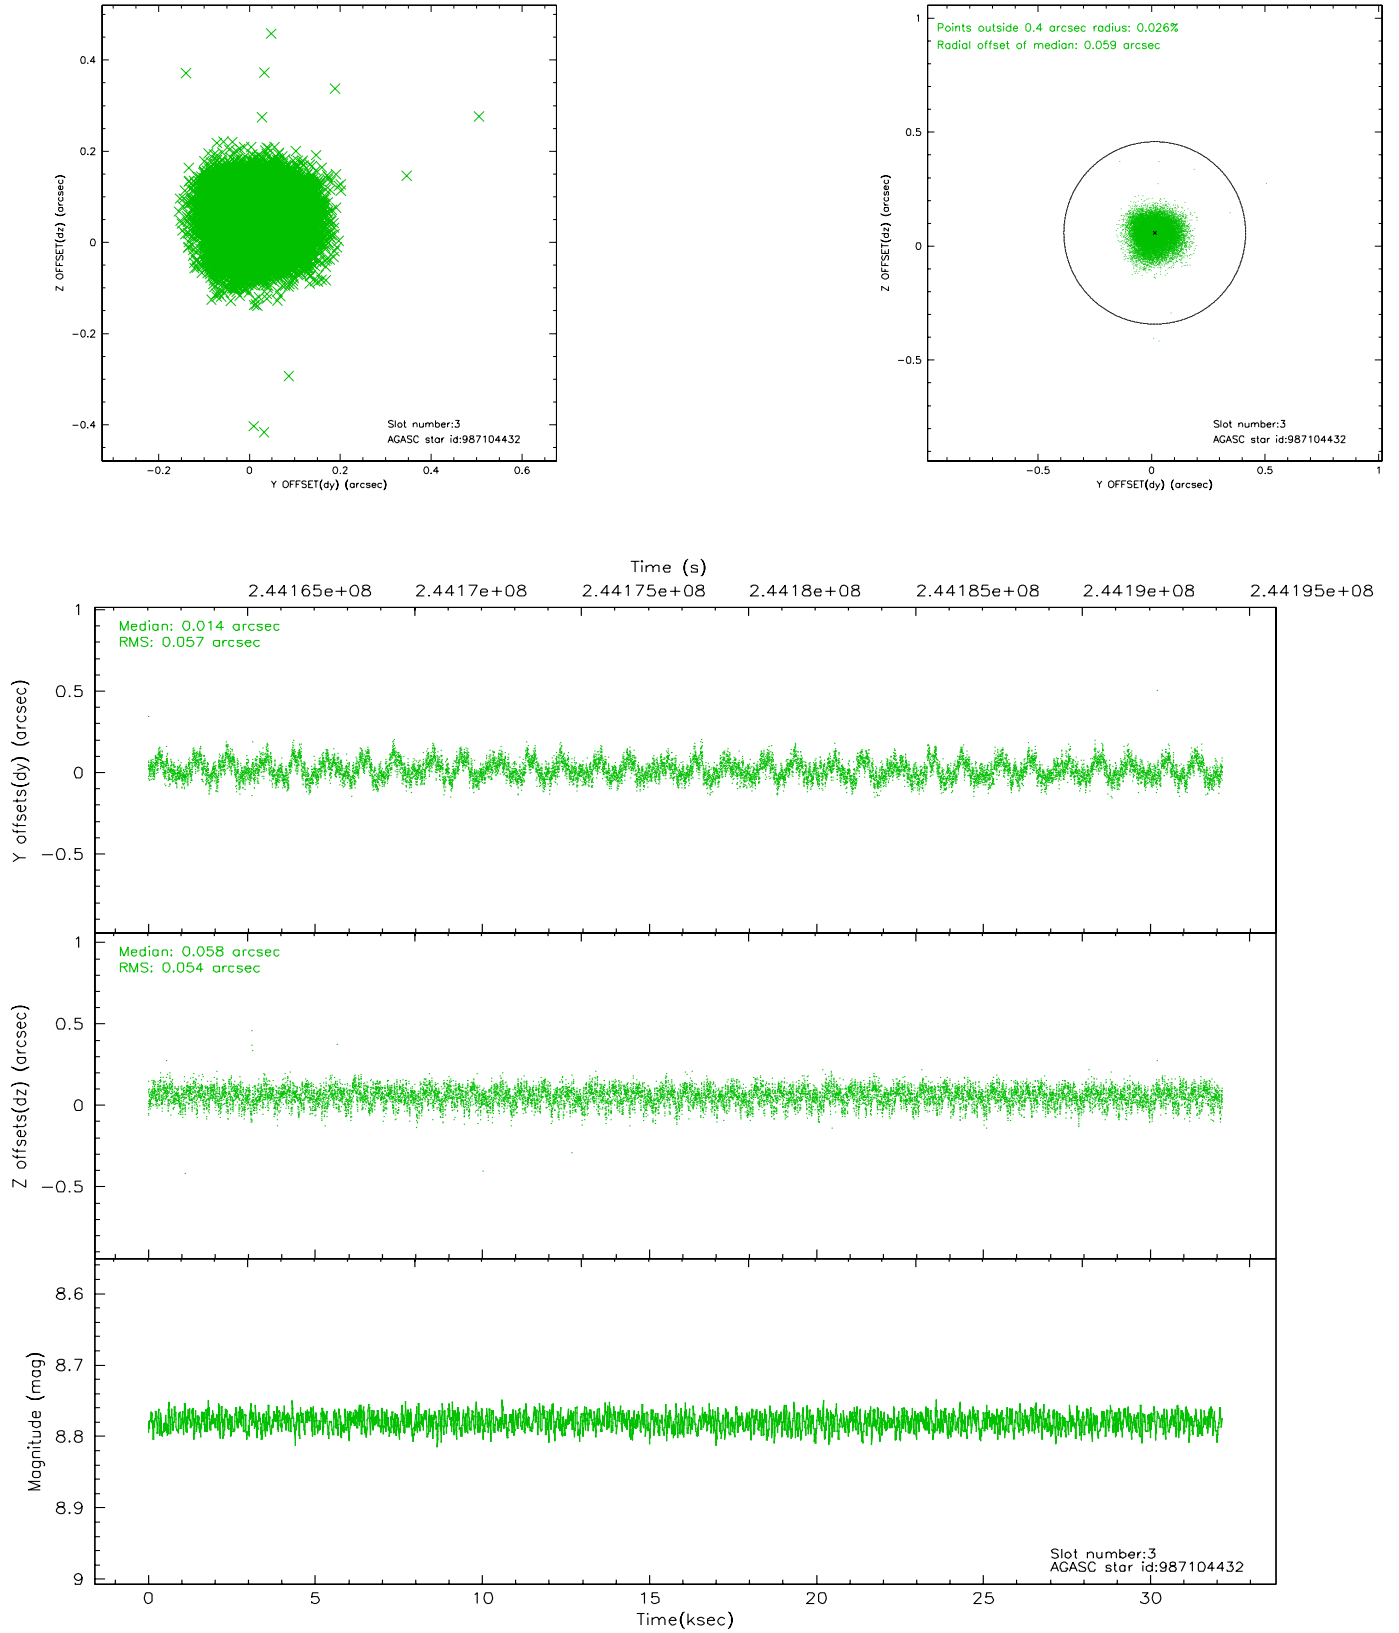 0.4
0.2
0
-0.2
-0.4
Z OFFSET(dz) (arcsec)
Slot number:3
AGASC star id:987104432
-0.2 0 0.2 0.4 0.6
Y OFFSET(dy) (arcsec)
Points outside 0.4 arcsec radius: 0.026%
Radial offset of median: 0.059 arcsec
1
0.5
0
-0.5
Z OFFSET(dz) (arcsec)
Slot number:3
AGASC star id:987104432
-0.5 0 0.5 1
Y OFFSET(dy) (arcsec)
Time (s)
2.44165e+08 2.4417e+08 2.44175e+08 2.4418e+08 2.44185e+08 2.4419e+08 2.44195e+08
Median: 0.014 arcsec
RMS: 0.057 arcsec
1
0.5
0
-0.5
Y offsets(dy) (arcsec)
Median: 0.058 arcsec
RMS: 0.054 arcsec
1
0.5
0
-0.5
Z offsets(dz) (arcsec)
8.6
8.7
8.8
8.9
9
Magnitude (mag)
Slot number:3
AGASC star id:987104432
0 5 10 15 20 25 30
Time(ksec)